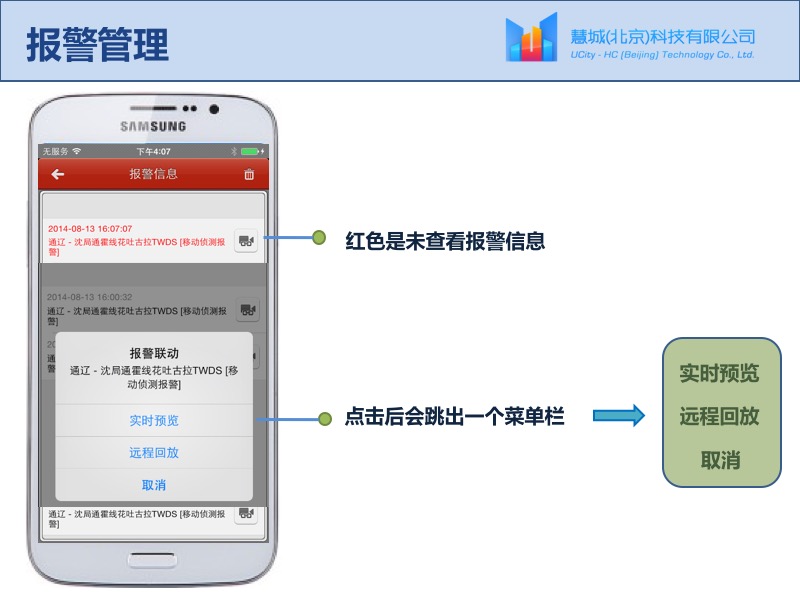 报警管理
慧城(北京)科技有限公司
UCity - HC (Beijing) Technology Co., Ltd.
SAMSUNG
无服务 下午4:07
报警信息
2014-08-13 16:07:07
通辽 - 沈局通霍线花吐古拉TWDS [移动侦测报
警]
红色是未查看报警信息
2014-08-13 16:00:32
通辽 - 沈局通霍线花吐古拉TWDS [移动侦测报
警]
20
通
警
报警联动
通辽 - 沈局通霍线花吐古拉TWDS [移
动侦测报警]
实时预览
远程回放
取消
点击后会跳出一个菜单栏
实时预览
远程回放
取消
通辽 - 沈局通霍线花吐古拉TWDS [移动侦测报
警]